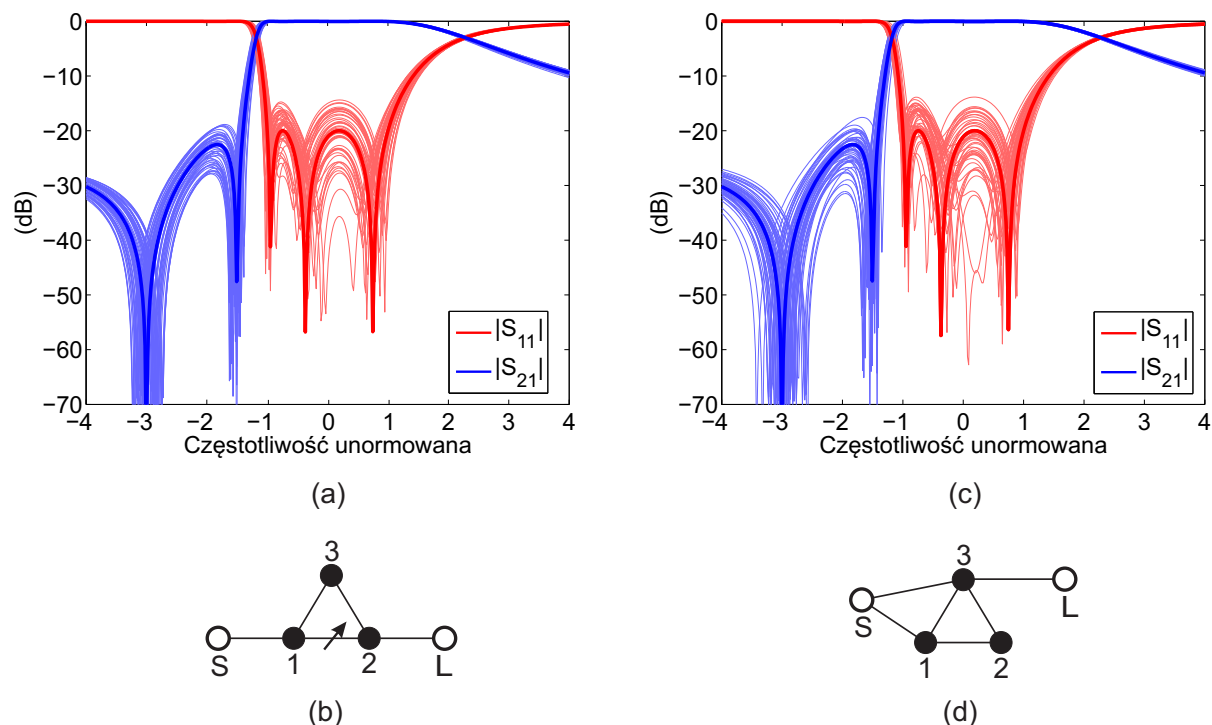 0
−10
−20
−30
−40
−50
−60
−70
(dB)
−4 −3 −2 −1 0 1 2 3 4
Częstotliwość unormowana
|S11|
|S21|
(a)
0
−10
−20
−30
−40
−50
−60
−70
(dB)
−4 −3 −2 −1 0 1 2 3 4
Częstotliwość unormowana
|S11|
|S21|
(c)
3
S 1 2 L
(b)
3
S L
1 2
(d)